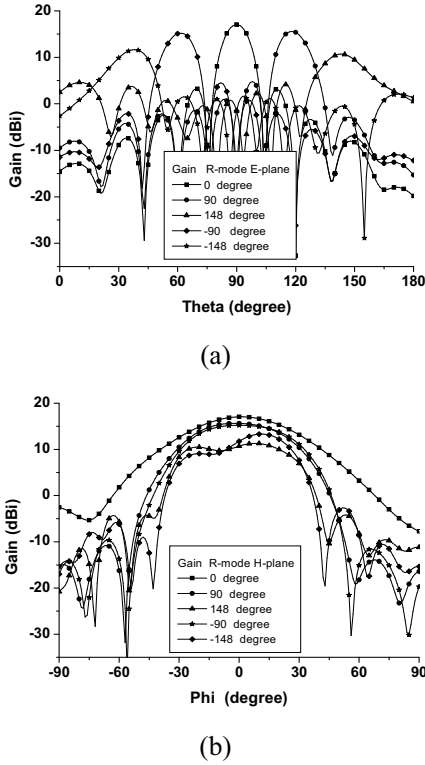 20
10
0
-10
-20
-30
Gain (dBi)
Gain R-mode E-plane
0 degree
90 degree
148 degree
-90 degree
-148 degree
0 30 60 90 120 150 180
Theta (degree)
(a)
20
10
0
-10
-20
-30
Gain (dBi)
Gain R-mode H-plane
0 degree
90 degree
148 degree
-90 degree
-148 degree
-90 -60 -30 0 30 60 90
Phi (degree)
(b)